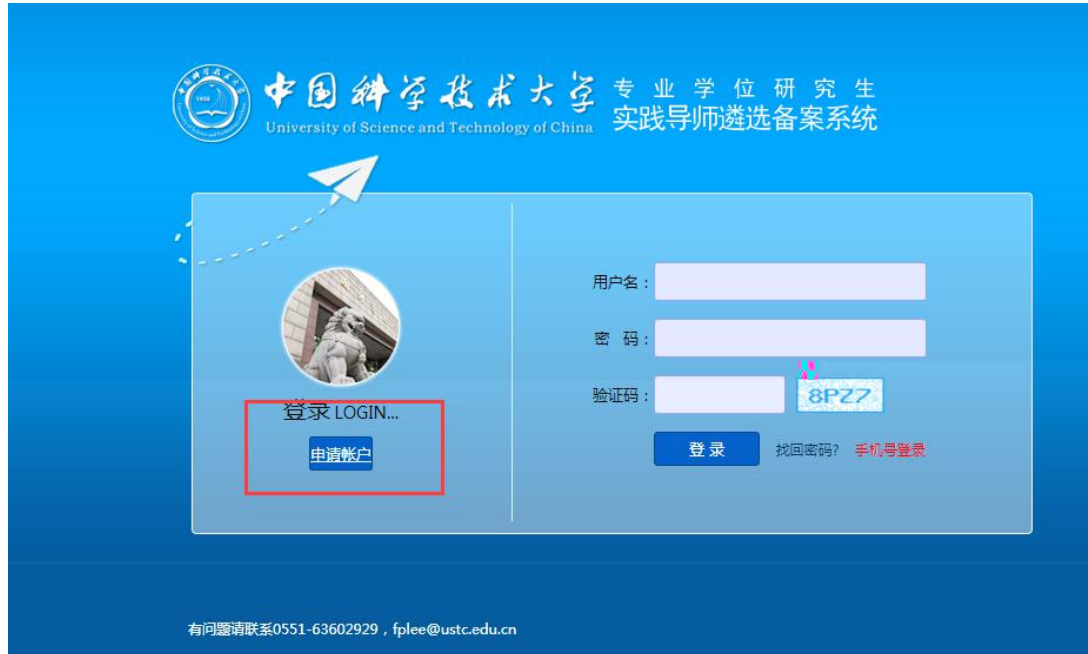 中国科学技术大学
University of Science and Technology of China
专业学位研究生
实践导师遴选备案系统
登录 LOGIN...
申请帐户
用户名：
密 码：
验证码：
8PZ7
登 录
找回密码?
手机号登录
有问题请联系0551-63602929，fplee@ustc.edu.cn